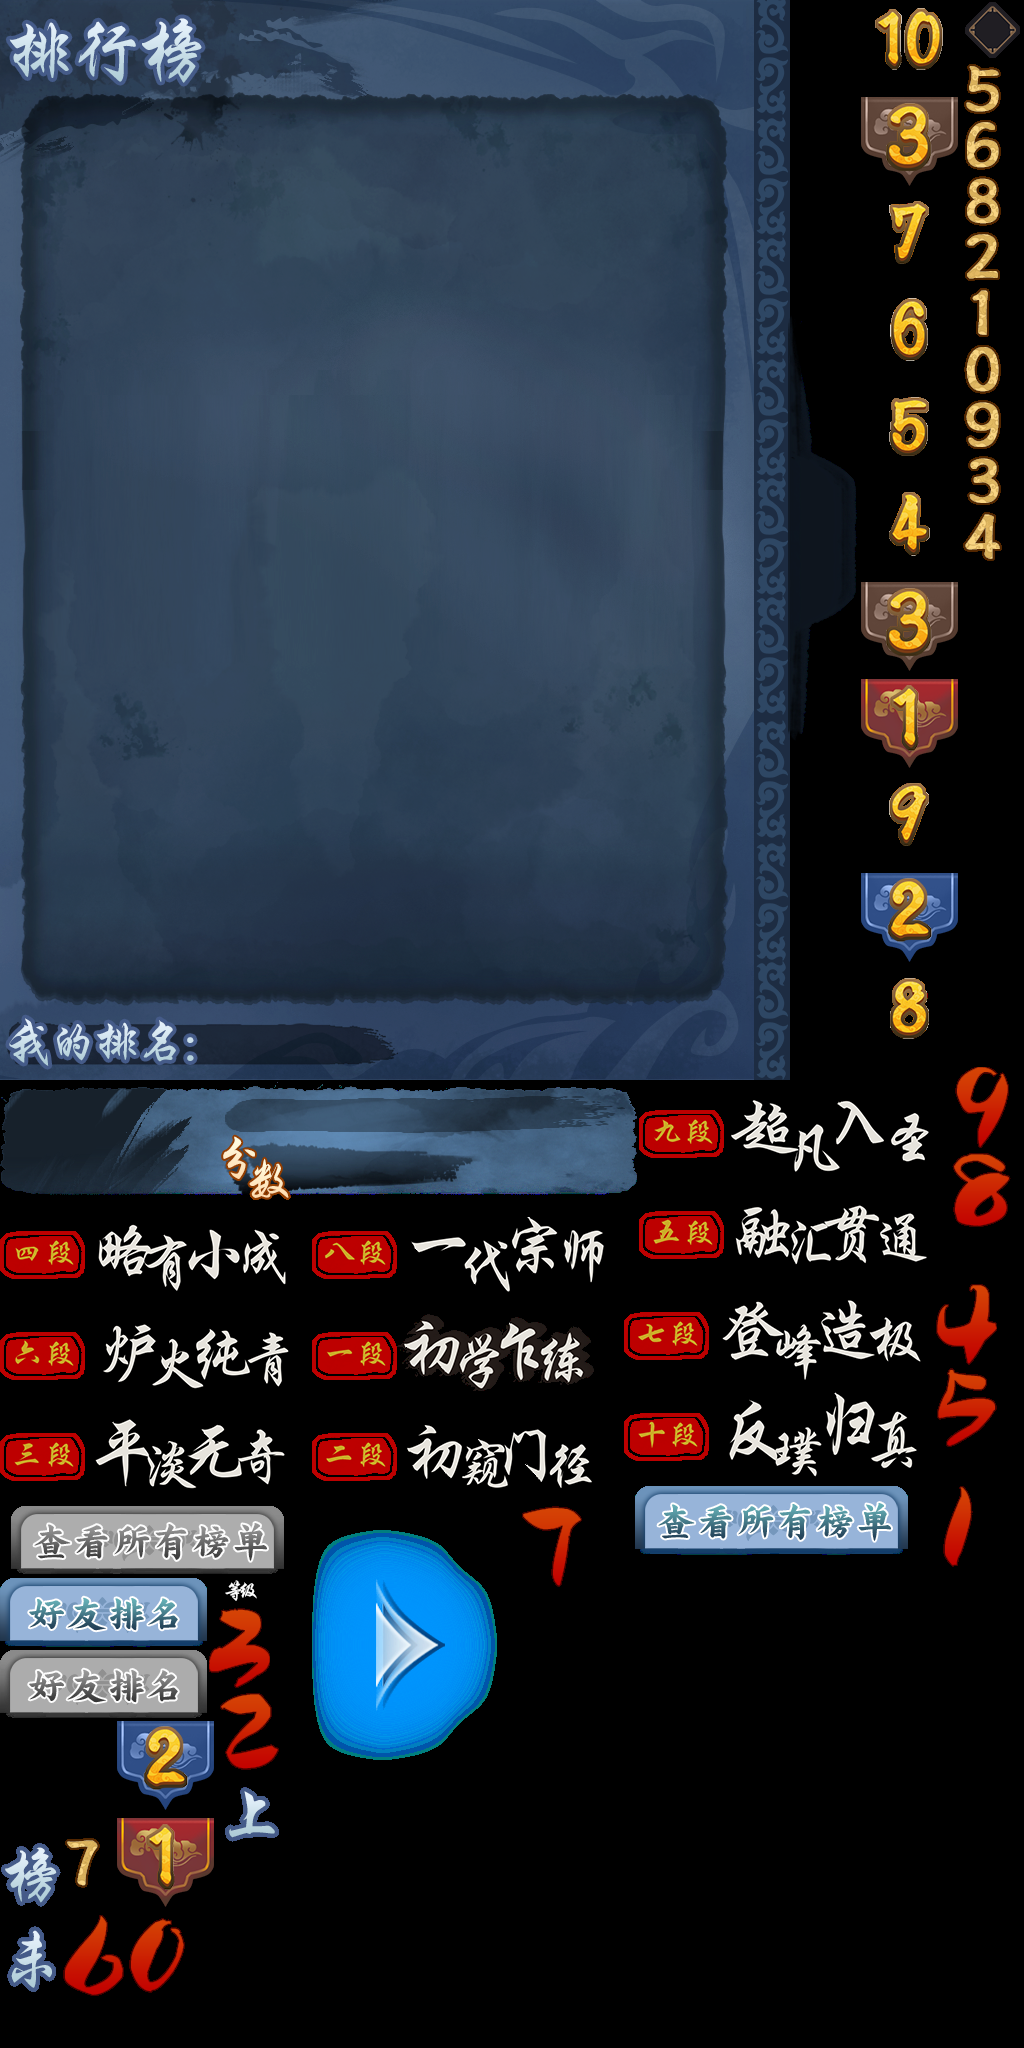 排行榜
10
3
7
6
5
4
3
1
9
2
8
5
6
8
2
1
0
9
3
4
我的排名：
分数
九段 超凡入圣
四段 略有小成
八段 一代宗师
五段 融汇贯通
六段 炉火纯青
一段 初学乍练
七段 登峰造极
三段 平淡无奇
二段 初窥门径
十段 反璞归真
9
8
4
5
1
7
查看所有榜单
查看所有榜单
好友排名
等级
好友排名
3
2
2
上
1
榜
7
未
60